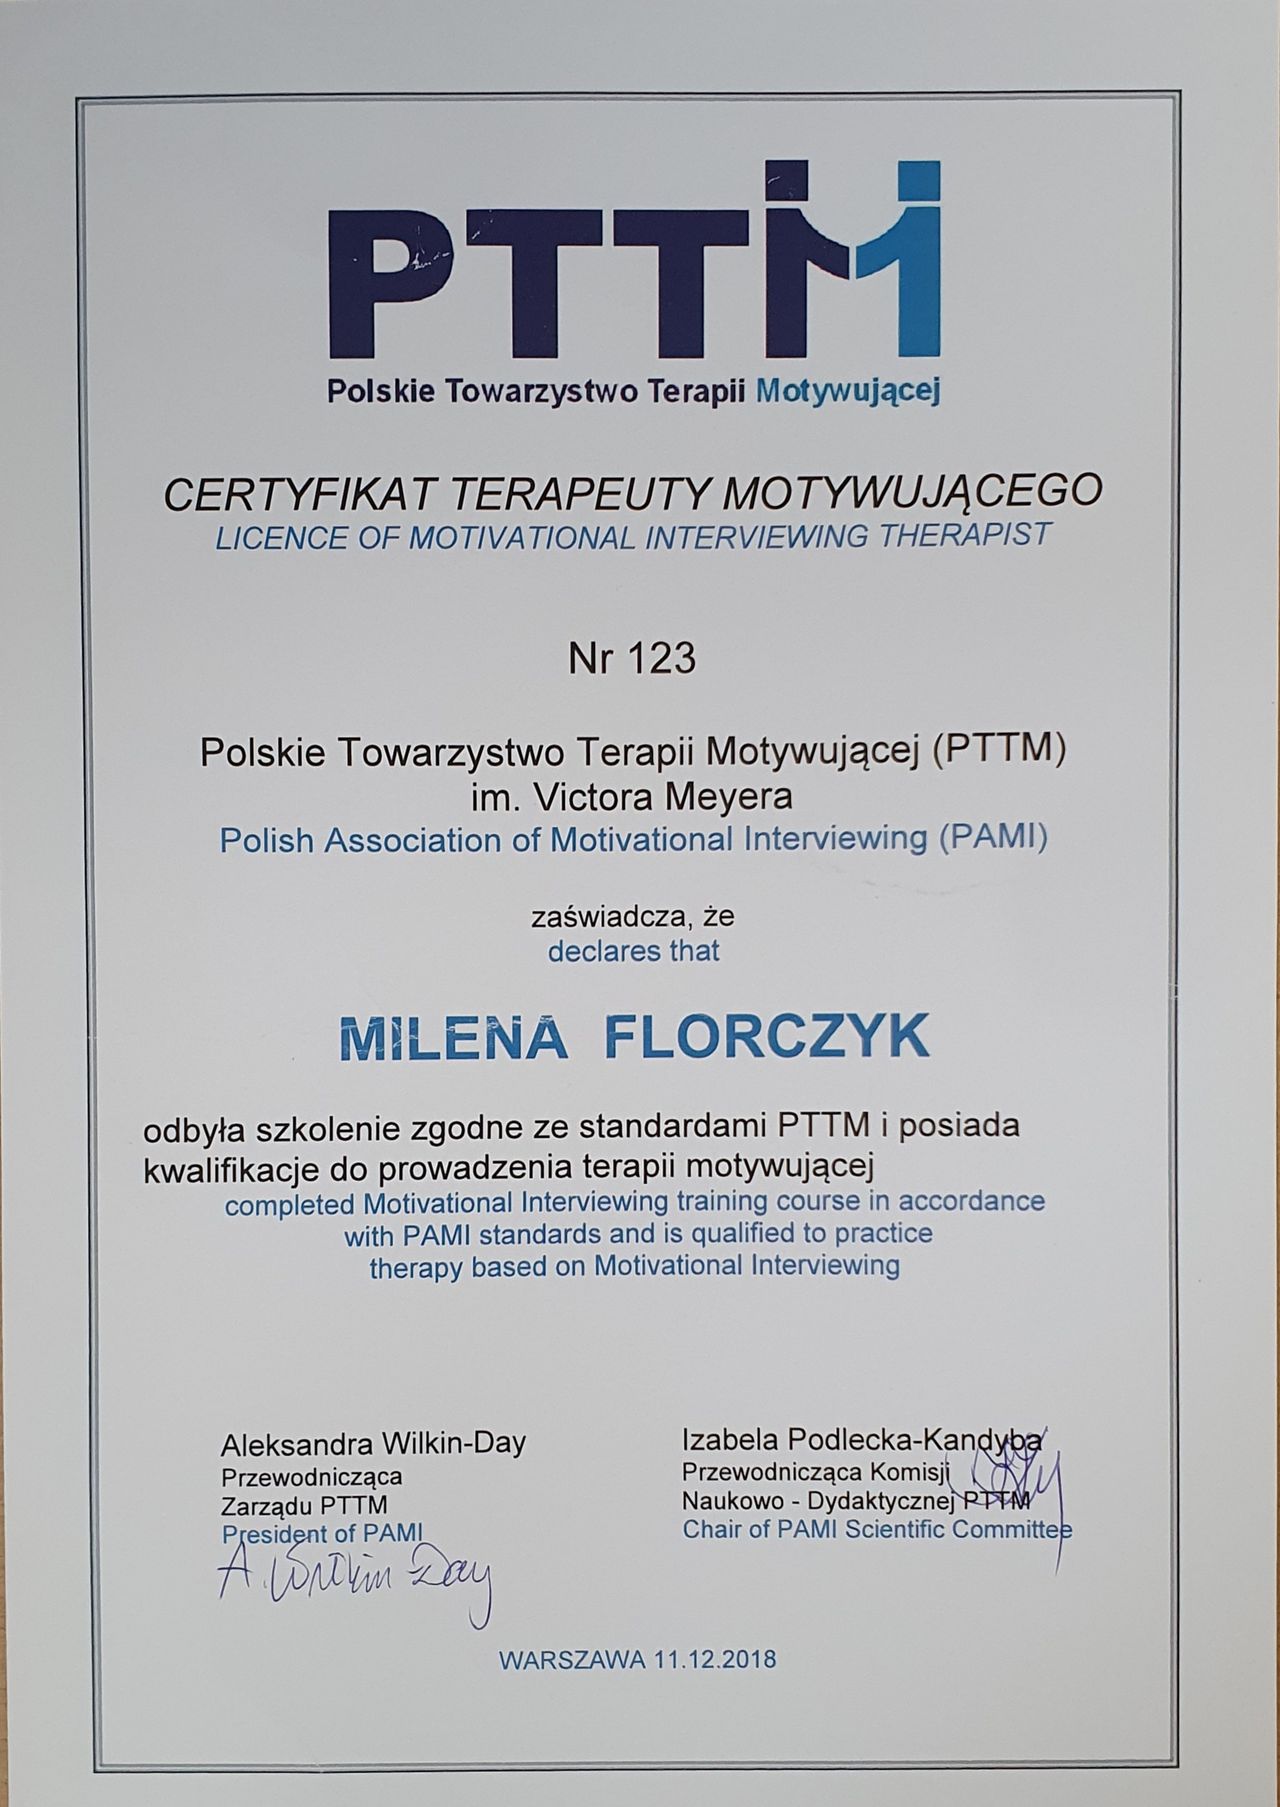 PTTM
Polskie Towarzystwo Terapii Motywującej
CERTYFIKAT TERAPEUTY MOTYWUJĄCEGO
LICENCE OF MOTIVATIONAL INTERVIEWING THERAPIST
Nr 123
Polskie Towarzystwo Terapii Motywującej (PTTM)
im. Victora Meyera
Polish Association of Motivational Interviewing (PAMI)
zaświadcza, że
declares that
MILENA FLORCZYK
odbyła szkolenie zgodne ze standardami PTTM i posiada
kwalifikacje do prowadzenia terapii motywującej
completed Motivational Interviewing training course in accordance
with PAMI standards and is qualified to practice
therapy based on Motivational Interviewing
Aleksandra Wilkin-Day
Przewodnicząca
Zarządu PTTM
President of PAMI
A. Wilkin-Day
Izabela Podlecka-Kandyba
Przewodnicząca Komisji
Naukowo - Dydaktycznej PTTM
Chair of PAMI Scientific Committee
WARSZAWA 11.12.2018